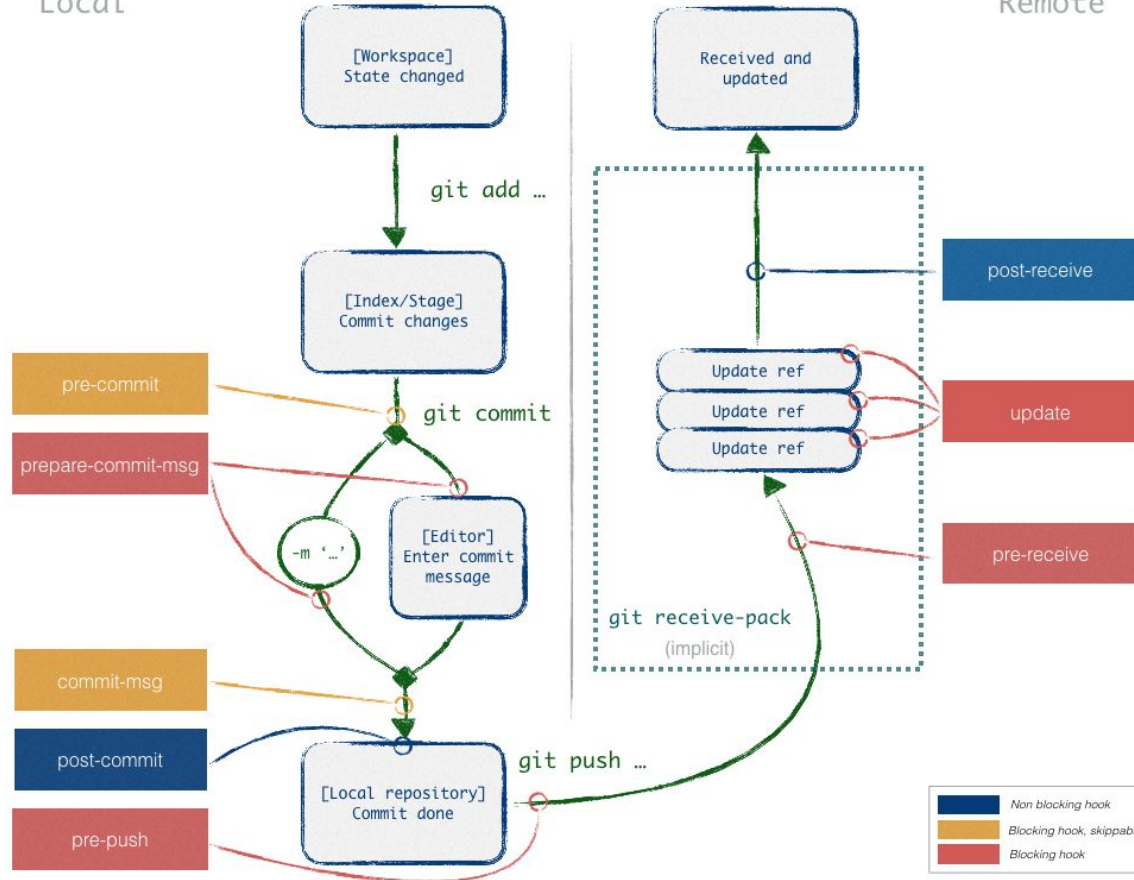 Local
Remote
[Workspace]
State changed
Received and
updated
git add …
post-receive
[Index/Stage]
Commit changes
pre-commit
git commit
Update ref
Update ref
Update ref
update
prepare-commit-msg
-m ‘…’
[Editor]
Enter commit
message
pre-receive
git receive-pack
(implicit)
commit-msg
post-commit
git push …
[Local repository]
Commit done
pre-push
Non blocking hook
Blocking hook, skippab
Blocking hook